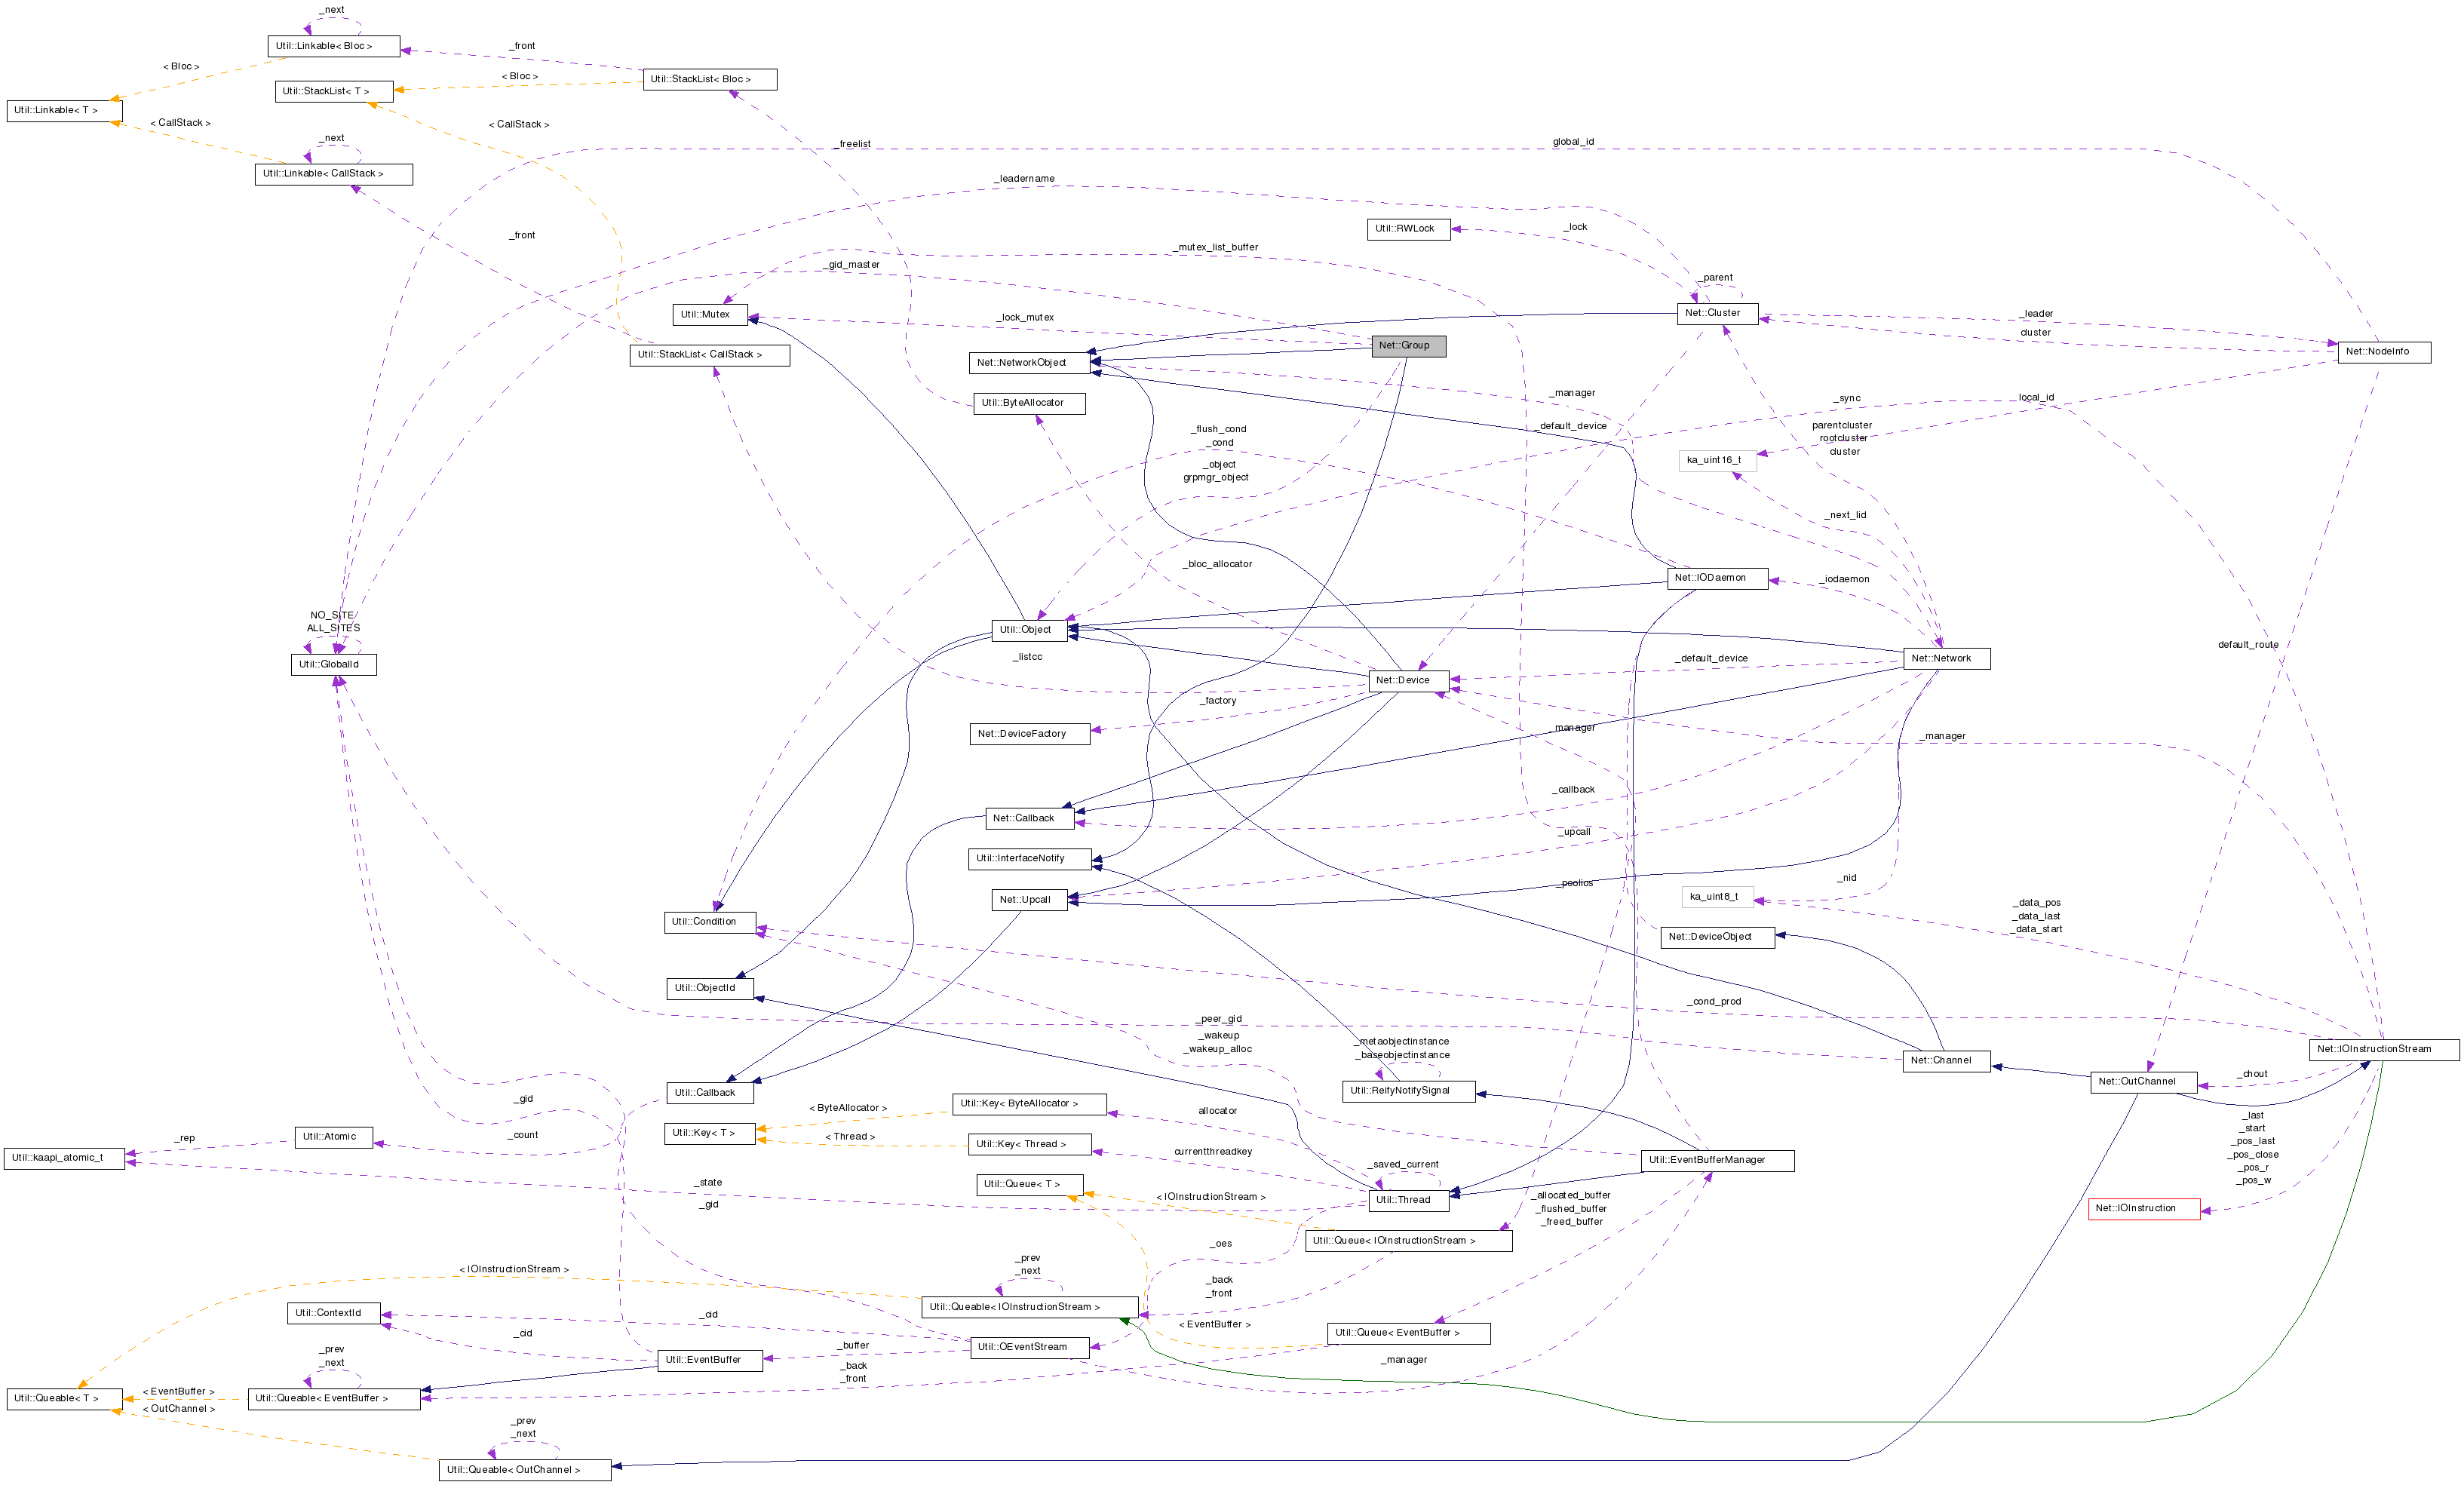 _next
Util::Linkable< Bloc >
_front
< Bloc >
Util::StackList< Bloc >
< Bloc >
Util::StackList< T >
Util::Linkable< T >
< CallStack >
< CallStack >
_next
Util::Linkable< CallStack >
_freelist
global_id
_leadername
Util::RWLock
_lock
_front
_mutex_list_buffer
_gid_master
_parent
Util::Mutex
_lock_mutex
Net::Cluster
_leader
cluster
Net::Group
Net::NodeInfo
Util::StackList< CallStack >
Net::NetworkObject
_manager
Util::ByteAllocator
_sync
local_id
_default_device
_flush_cond
_cond
parentcluster
rootcluster
cluster
_object
grpmgr_object
ka_uint16_t
_next_lid
_bloc_allocator
Net::IODaemon
_iodaemon
NO_SITE
ALL_SITES
Util::Object
Util::GlobalId
_listcc
Net::Device
_default_device
Net::Network
default_route
_factory
Net::DeviceFactory
_manager
_manager
_callback
Net::Callback
_upcall
Util::InterfaceNotify
_poolios
_nid
Net::Upcall
ka_uint8_t
_data_pos
_data_last
_data_start
Util::Condition
Net::DeviceObject
Util::ObjectId
_cond_prod
_peer_gid
_wakeup
_wakeup_alloc
_metaobjectinstance
_baseobjectinstance
Net::IOInstructionStream
Net::Channel
_chout
Net::OutChannel
Util::ReifyNotifySignal
Util::Callback
_gid
_count
Util::Key< ByteAllocator >
< ByteAllocator >
allocator
Util::Key< T >
< Thread >
Util::Key< Thread >
currentthreadkey
_rep
Util::Atomic
Util::kaapi_atomic_t
_last
_start
_pos_last
_pos_close
_pos_r
_pos_w
Util::EventBufferManager
_saved_current
_state
_gid
Util::Queue< T >
< IOInstructionStream >
Util::Thread
_allocated_buffer
_flushed_buffer
_freed_buffer
Net::IOInstruction
_oes
Util::Queue< IOInstructionStream >
_prev
_next
< IOInstructionStream >
_back
_front
Util::ContextId
_cid
Util::Queable< IOInstructionStream >
< EventBuffer >
Util::Queue< EventBuffer >
_cid
_buffer
Util::OEventStream
_prev
_next
Util::EventBuffer
_back
_front
_manager
Util::Queable< T >
< EventBuffer >
Util::Queable< EventBuffer >
< OutChannel >
_prev
_next
Util::Queable< OutChannel >